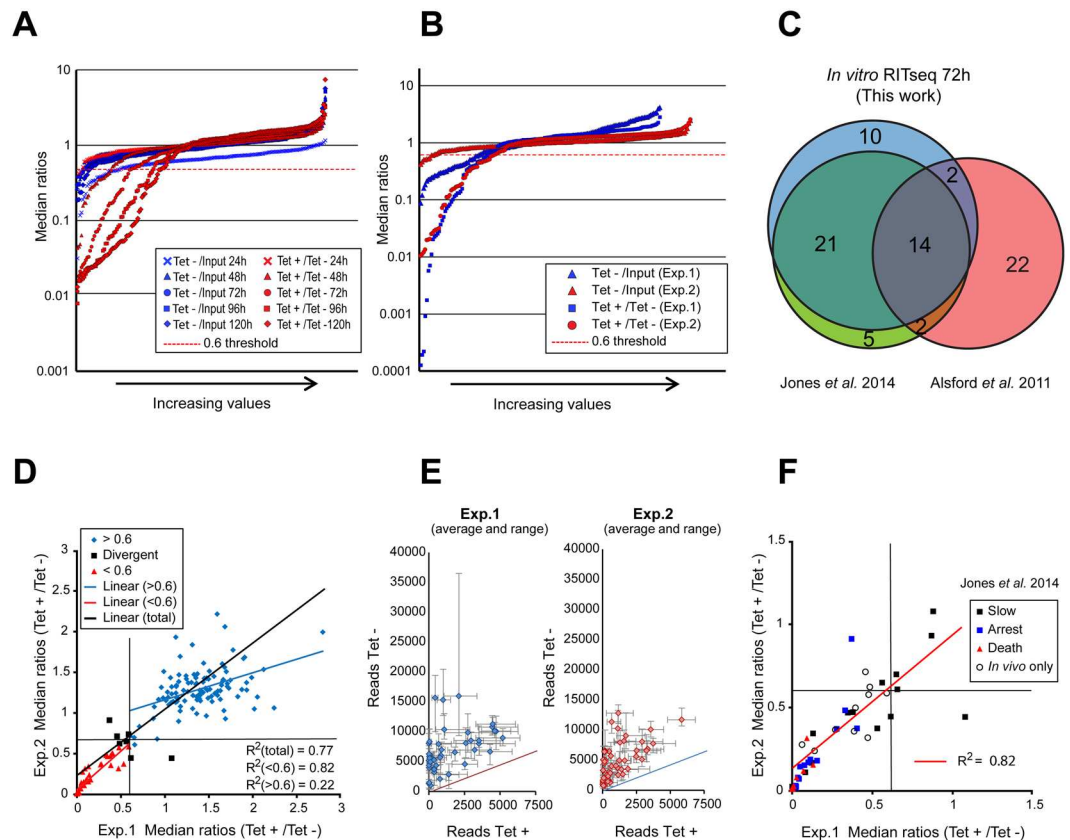 A
10
1
0.1
0.01
0.001
Median ratios
Tet - /Input 24h
Tet + /Tet - 24h
Tet - /Input 48h
Tet + /Tet - 48h
Tet - /Input 72h
Tet + /Tet - 72h
Tet - /Input 96h
Tet + /Tet - 96h
Tet - /Input 120h
Tet + /Tet -120h
0.6 threshold
Increasing values
B
10
1
0.1
0.01
0.001
0.0001
Median ratios
Tet - /Input (Exp.1)
Tet - /Input (Exp.2)
Tet + /Tet - (Exp.1)
Tet + /Tet - (Exp.2)
0.6 threshold
Increasing values
C
In vitro RITseq 72h
(This work)
10
2
21
14
22
2
5
Jones et al. 2014
Alsford et al. 2011
D
> 0.6
Divergent
< 0.6
Linear (>0.6)
Linear (<0.6)
Linear (total)
3
2.5
2
1.5
1
0.5
0
Exp.2 Median ratios (Tet + /Tet -)
R²(total) = 0.77
R²(<0.6) = 0.82
R²(>0.6) = 0.22
0 0.5 1 1.5 2 2.5 3
Exp.1 Median ratios (Tet + /Tet -)
E
Exp.1
(average and range)
40000
35000
30000
25000
20000
15000
10000
5000
0
Reads Tet -
0 2500 5000 7500
Reads Tet +
Exp.2
(average and range)
40000
35000
30000
25000
20000
15000
10000
5000
0
Reads Tet -
0 2500 5000 7500
Reads Tet +
F
1.5
1
0.5
0
Exp.2 Median ratios (Tet + /Tet -)
Jones et al. 2014
Slow
Arrest
Death
In vivo only
R² = 0.82
0 0.5 1 1.5
Exp.1 Median ratios (Tet + /Tet -)